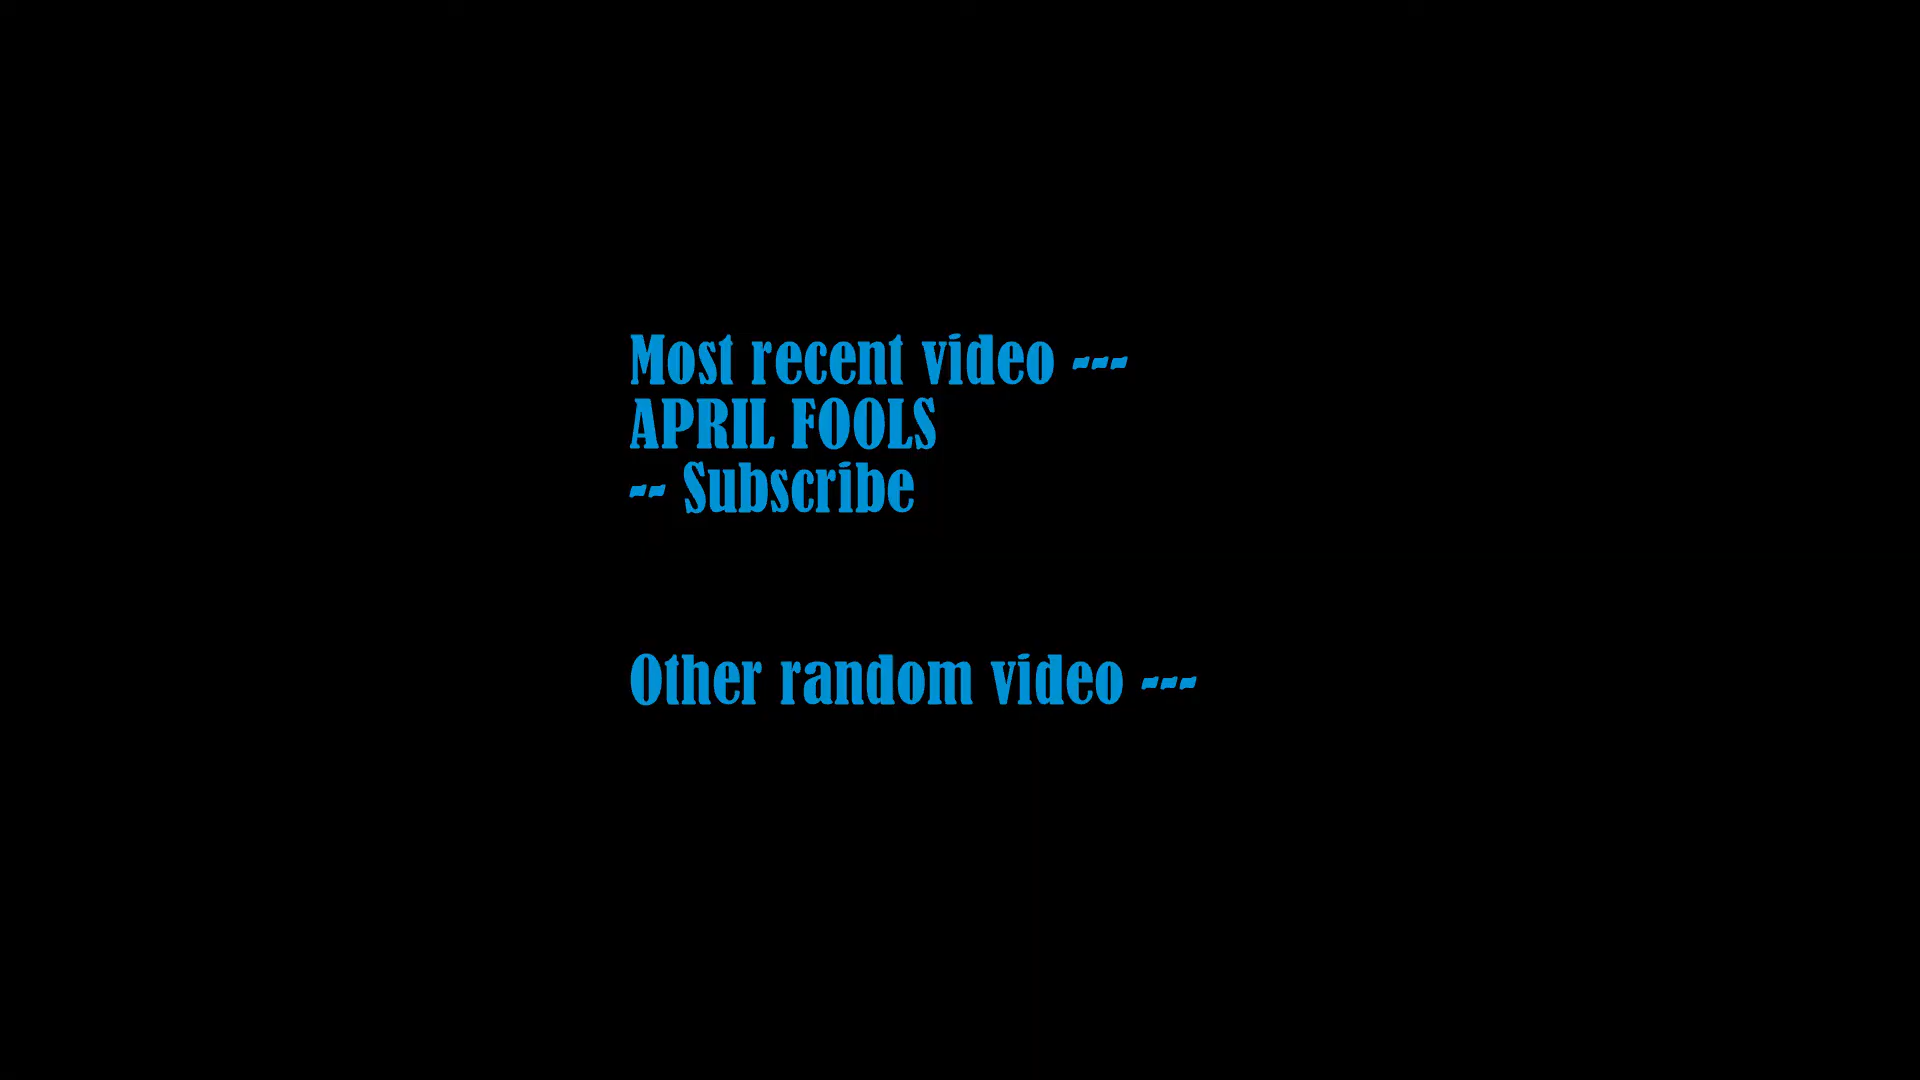 Most recent video ---
APRIL FOOLS
-- Subscribe
Other random video ---